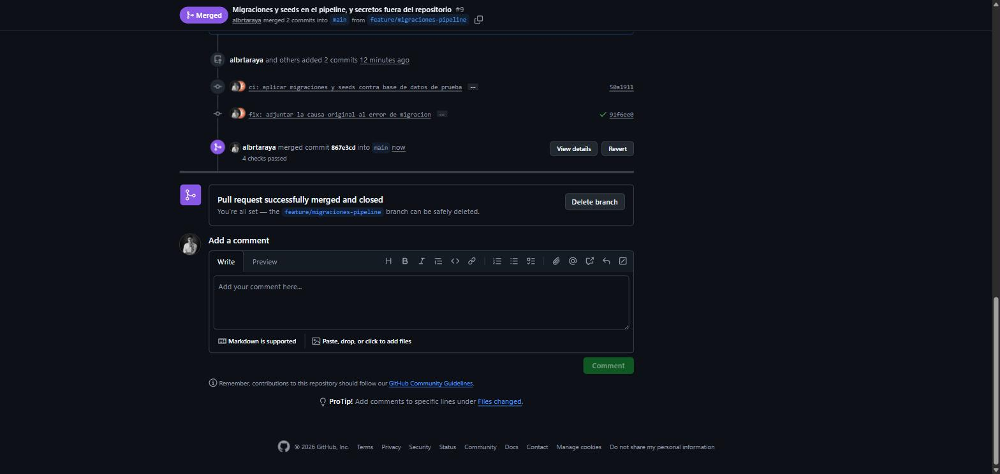 Merged
Migraciones y seeds en el pipeline, y secretos fuera del repositorio #9
albrtaraya merged 2 commits into main from feature/migraciones-pipeline
albrtaraya and others added 2 commits 12 minutes ago
ci: aplicar migraciones y seeds contra base de datos de prueba ... 50a1911
fix: adjuntar la causa original al error de migracion ... 91f6ee0
albrtaraya merged commit 867e3cd into main now
4 checks passed
View details Revert
Pull request successfully merged and closed
You're all set — the feature/migraciones-pipeline branch can be safely deleted.
Delete branch
Add a comment
Write Preview
Add your comment here...
Markdown is supported Paste, drop, or click to add files
Comment
Remember, contributions to this repository should follow our GitHub Community Guidelines.
ProTip! Add comments to specific lines under Files changed.
© 2026 GitHub, Inc. Terms Privacy Security Status Community Docs Contact Manage cookies Do not share my personal information